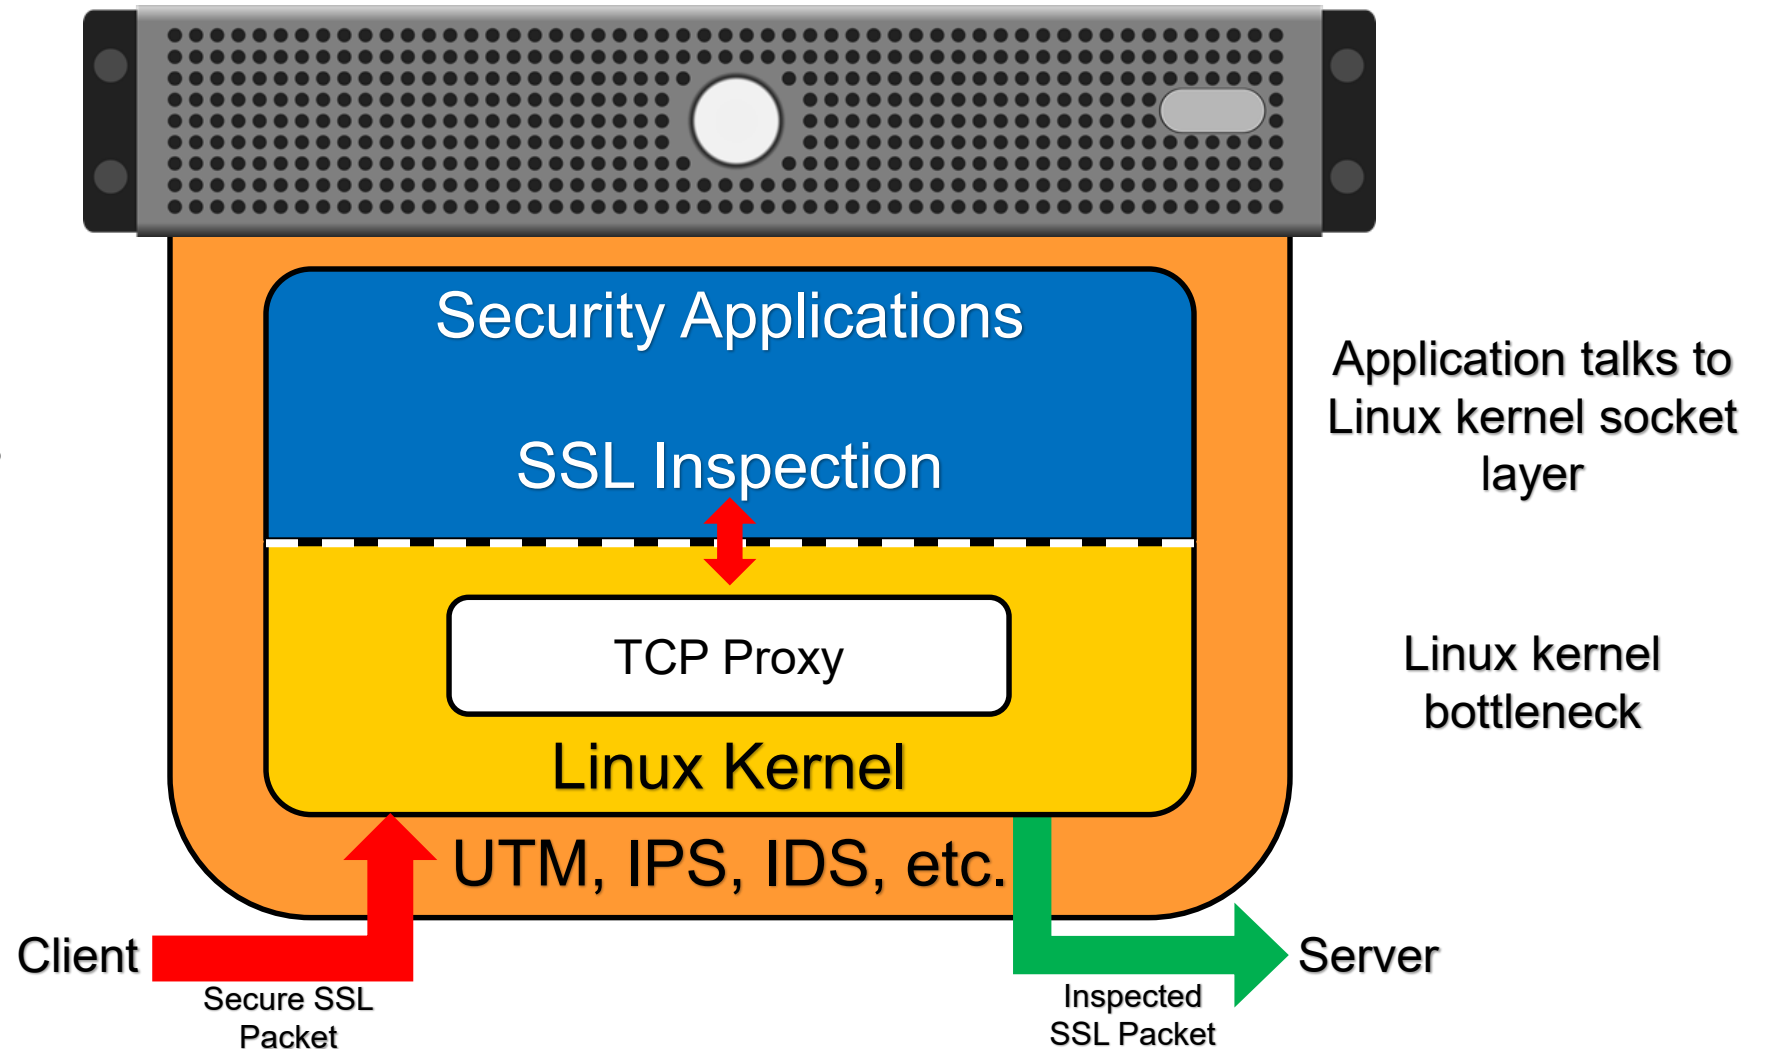 Security Applications
SSL Inspection
Application talks to
Linux kernel socket
layer
TCP Proxy
Linux kernel
bottleneck
Linux Kernel
UTM, IPS, IDS, etc.
Client
Server
Secure SSL
Packet
Inspected
SSL Packet